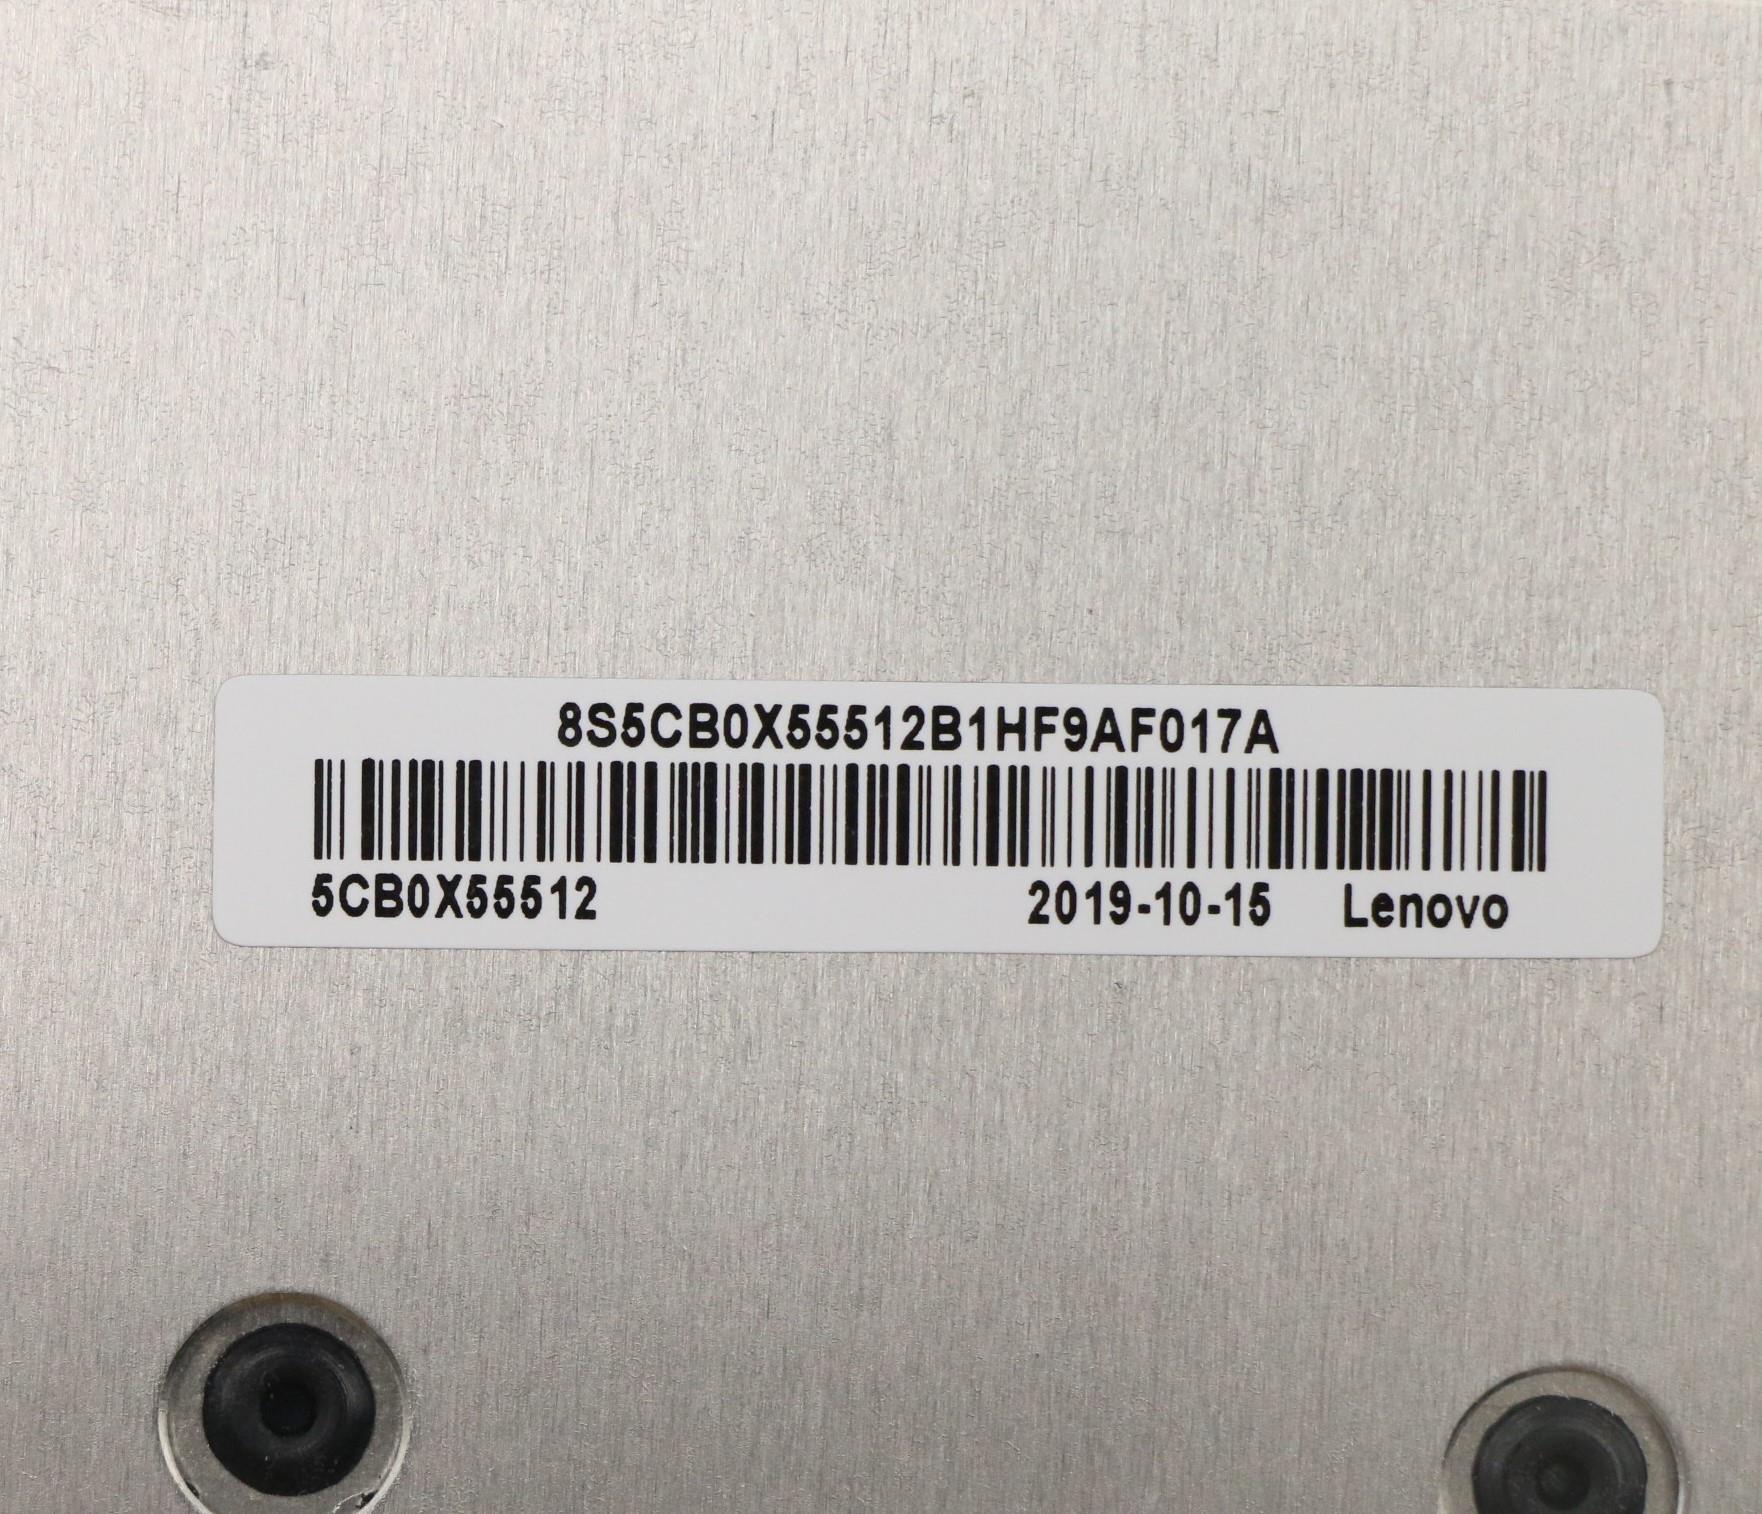 8S5CB0X55512B1HF9AF017A
5CB0X55512 2019-10-15 Lenovo